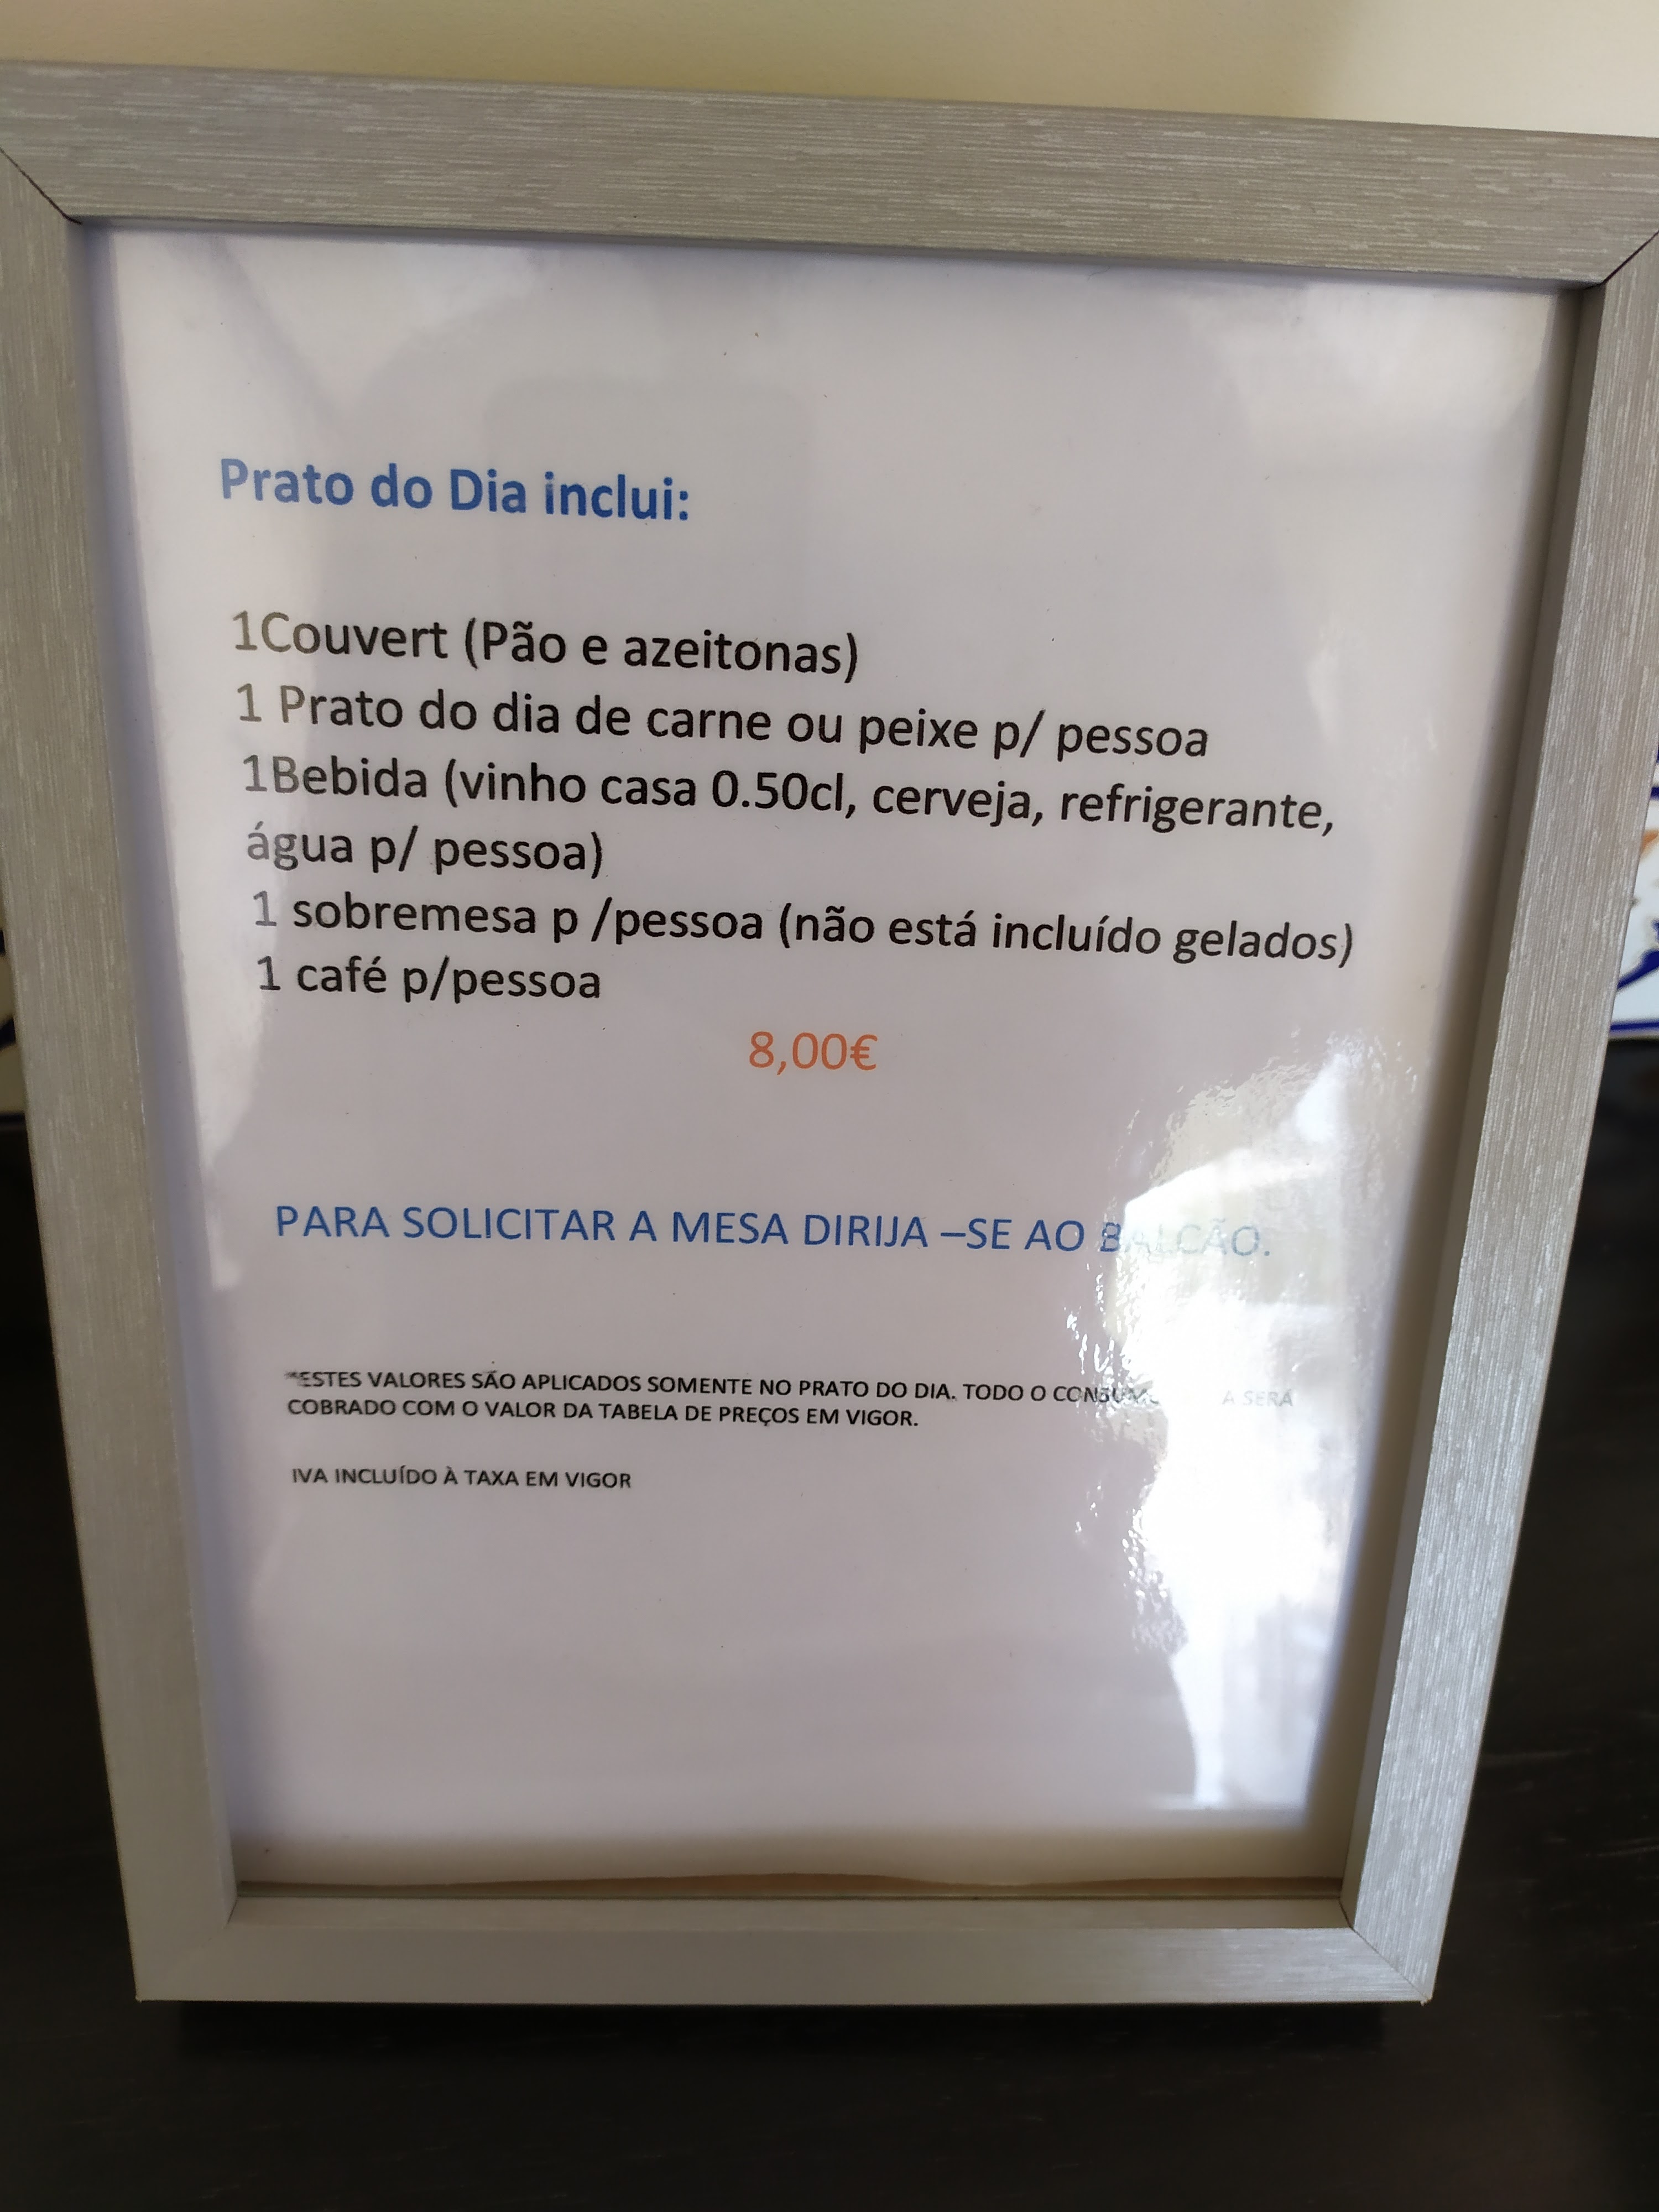 Prato do Dia inclui:
1Couvert (Pão e azeitonas)
1 Prato do dia de carne ou peixe p/ pessoa
1Bebida (vinho casa 0.50cl, cerveja, refrigerante,
água p/ pessoa)
1 sobremesa p /pessoa (não está incluído gelados)
1 café p/pessoa
8,00€
PARA SOLICITAR A MESA DIRIJA –SE AO BALCÃO.
*ESTES VALORES SÃO APLICADOS SOMENTE NO PRATO DO DIA. TODO O CONSUMO SERÁ
COBRADO COM O VALOR DA TABELA DE PREÇOS EM VIGOR.
IVA INCLUÍDO À TAXA EM VIGOR